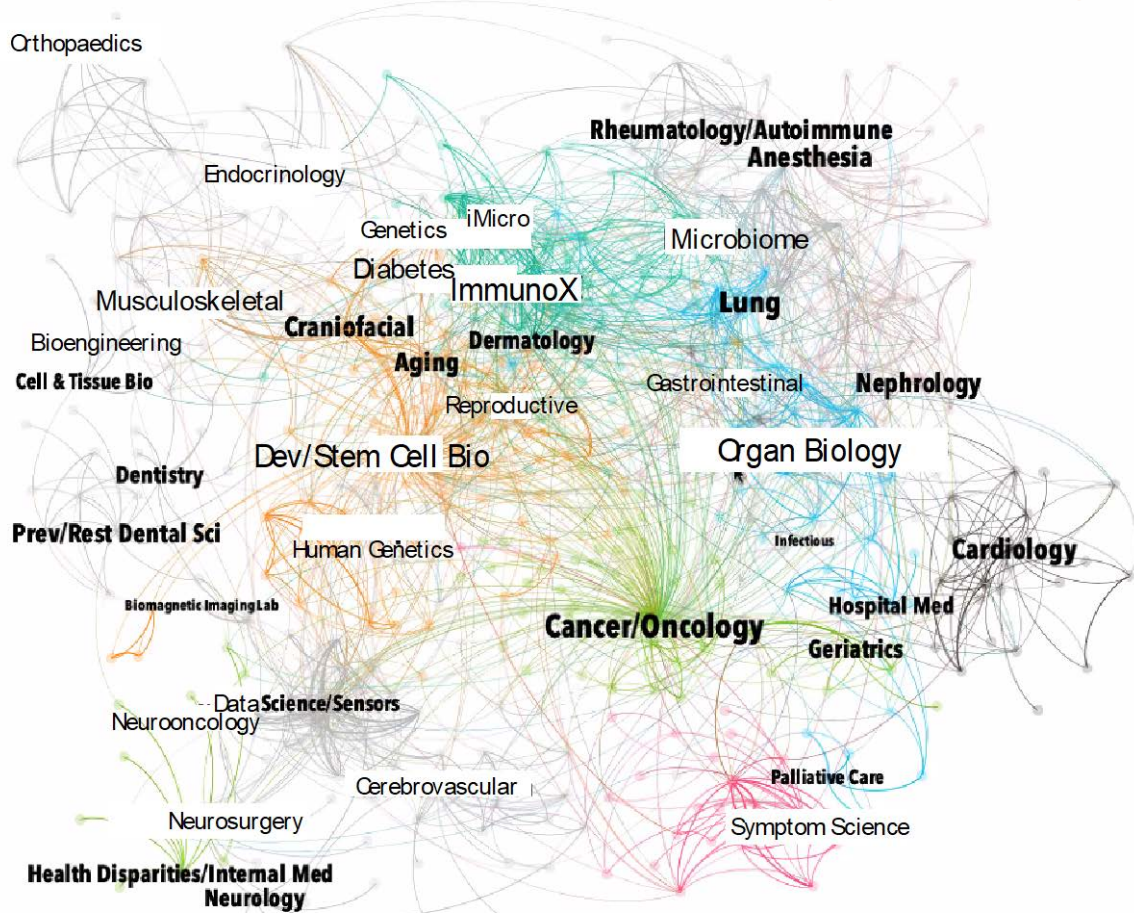 Orthopaedics
Rheumatology/Autoimmune
Anesthesia
Endocrinology
iMicro
Genetics
Microbiome
Diabetes
ImmunoX
Musculoskeletal
Lung
Craniofacial
Bioengineering
Dermatology
Aging
Cell & Tissue Bio
Gastrointestinal
Nephrology
Reproductive
Dev/Stem Cell Bio
Organ Biology
Dentistry
Prev/Rest Dental Sci
Infectious
Human Genetics
Cardiology
Biomagnetic Imaging Lab
Hospital Med
Cancer/Oncology
Geriatrics
Data Science/Sensors
Neurooncology
Palliative Care
Cerebrovascular
Neurosurgery
Symptom Science
Health Disparities/Internal Med
Neurology